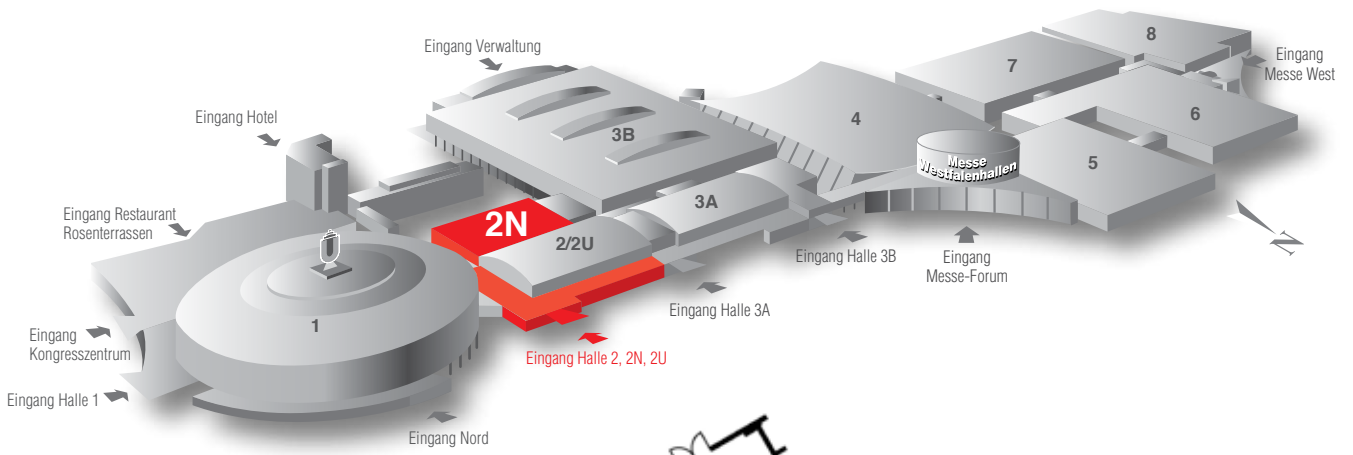 8
Eingang Verwaltung
Eingang
Messe West
7
4
6
Eingang Hotel
3B
Messe
Westfalenhallen
5
3A
Eingang Restaurant
Rosenterrassen
2N
2/2U
N
Eingang Halle 3B
Eingang
Messe-Forum
Eingang Halle 3A
1
Eingang
Kongresszentrum
Eingang Halle 2, 2N, 2U
Eingang Halle 1
Eingang Nord